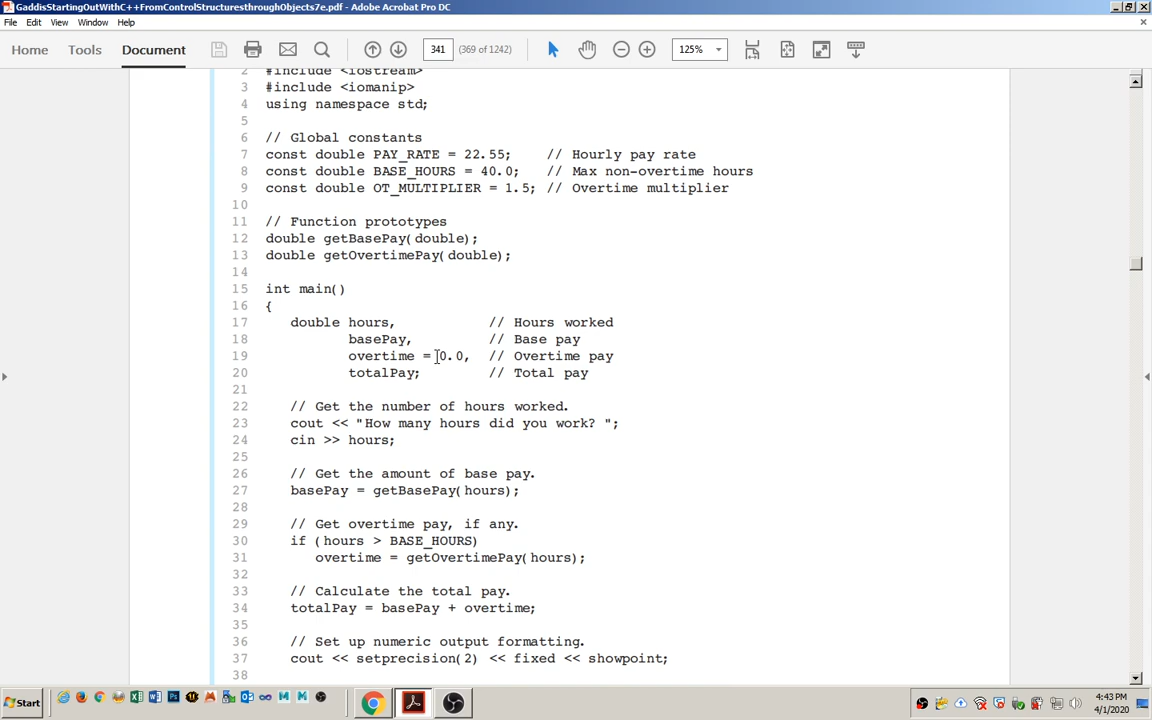 GaddisStartingOutWithC++FromControlStructuresthroughObjects7e.pdf - Adobe Acrobat Pro DC
File Edit View Window Help
Home Tools Document 341 (369 of 1242) 125%
2 #include <iostream>
3 #include <iomanip>
4 using namespace std;
5
6 // Global constants
7 const double PAY_RATE = 22.55; // Hourly pay rate
8 const double BASE_HOURS = 40.0; // Max non-overtime hours
9 const double OT_MULTIPLIER = 1.5; // Overtime multiplier
10
11 // Function prototypes
12 double getBasePay(double);
13 double getOvertimePay(double);
14
15 int main()
16 {
17 double hours, // Hours worked
18 basePay, // Base pay
19 overtime = 0.0, // Overtime pay
20 totalPay; // Total pay
21
22 // Get the number of hours worked.
23 cout << "How many hours did you work? ";
24 cin >> hours;
25
26 // Get the amount of base pay.
27 basePay = getBasePay(hours);
28
29 // Get overtime pay, if any.
30 if (hours > BASE_HOURS)
31 overtime = getOvertimePay(hours);
32
33 // Calculate the total pay.
34 totalPay = basePay + overtime;
35
36 // Set up numeric output formatting.
37 cout << setprecision(2) << fixed << showpoint;
38
Start
4:43 PM
4/1/2020